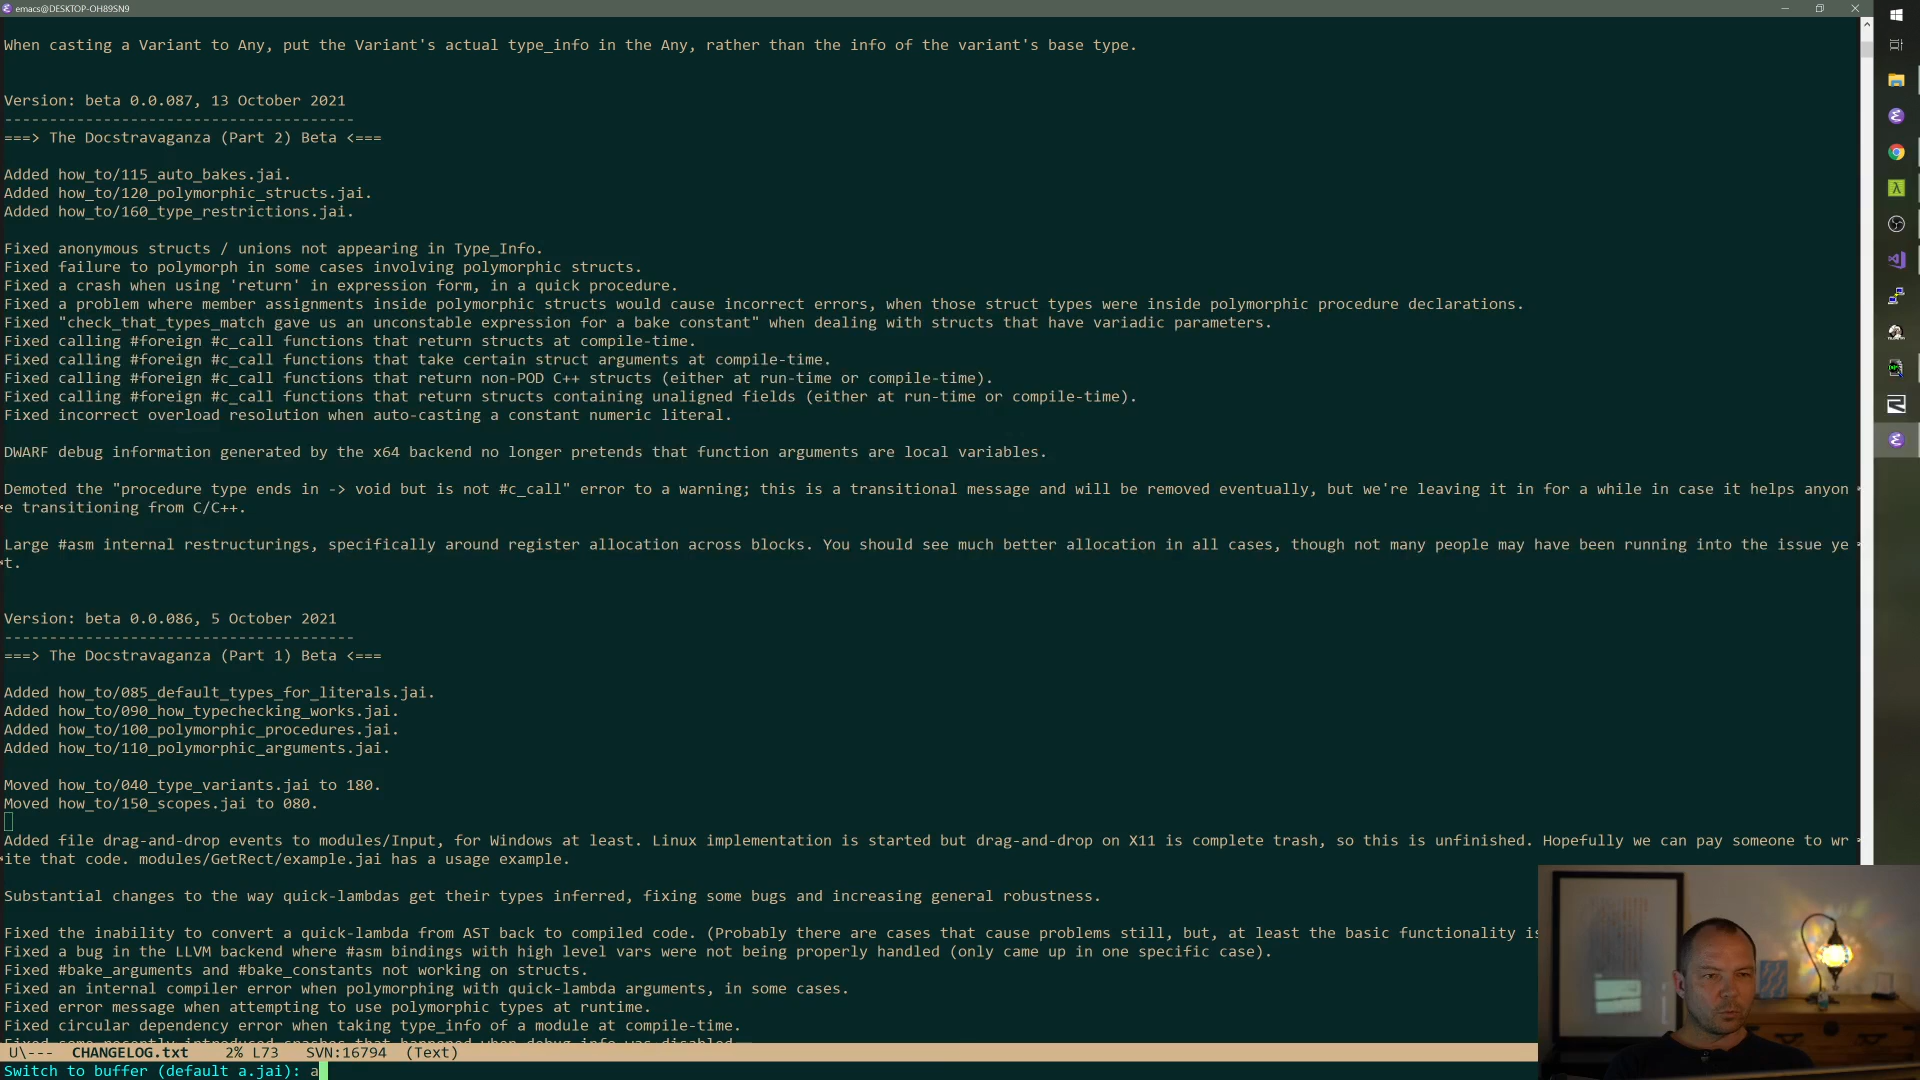 emacs@DESKTOP-OH89SN9
When casting a Variant to Any, put the Variant's actual type_info in the Any, rather than the info of the variant's base type.
Version: beta 0.0.087, 13 October 2021
---------------------------------------
===> The Docstravaganza (Part 2) Beta <===
Added how_to/115_auto_bakes.jai.
Added how_to/120_polymorphic_structs.jai.
Added how_to/160_type_restrictions.jai.
Fixed anonymous structs / unions not appearing in Type_Info.
Fixed failure to polymorph in some cases involving polymorphic structs.
Fixed a crash when using 'return' in expression form, in a quick procedure.
Fixed a problem where member assignments inside polymorphic structs would cause incorrect errors, when those struct types were inside polymorphic procedure declarations.
Fixed "check_that_types_match gave us an unconstable expression for a bake constant" when dealing with structs that have variadic parameters.
Fixed calling #foreign #c_call functions that return structs at compile-time.
Fixed calling #foreign #c_call functions that take certain struct arguments at compile-time.
Fixed calling #foreign #c_call functions that return non-POD C++ structs (either at run-time or compile-time).
Fixed calling #foreign #c_call functions that return structs containing unaligned fields (either at run-time or compile-time).
Fixed incorrect overload resolution when auto-casting a constant numeric literal.
DWARF debug information generated by the x64 backend no longer pretends that function arguments are local variables.
Demoted the "procedure type ends in -> void but is not #c_call" error to a warning; this is a transitional message and will be removed eventually, but we're leaving it in for a while in case it helps anyon
e transitioning from C/C++.
Large #asm internal restructurings, specifically around register allocation across blocks. You should see much better allocation in all cases, though not many people may have been running into the issue ye
t.
Version: beta 0.0.086, 5 October 2021
---------------------------------------
===> The Docstravaganza (Part 1) Beta <===
Added how_to/085_default_types_for_literals.jai.
Added how_to/090_how_typechecking_works.jai.
Added how_to/100_polymorphic_procedures.jai.
Added how_to/110_polymorphic_arguments.jai.
Moved how_to/040_type_variants.jai to 180.
Moved how_to/150_scopes.jai to 080.
Added file drag-and-drop events to modules/Input, for Windows at least. Linux implementation is started but drag-and-drop on X11 is complete trash, so this is unfinished. Hopefully we can pay someone to wr
ite that code. modules/GetRect/example.jai has a usage example.
Substantial changes to the way quick-lambdas get their types inferred, fixing some bugs and increasing general robustness.
Fixed the inability to convert a quick-lambda from AST back to compiled code. (Probably there are cases that cause problems still, but, at least the basic functionality is
Fixed a bug in the LLVM backend where #asm bindings with high level vars were not being properly handled (only came up in one specific case).
Fixed #bake_arguments and #bake_constants not working on structs.
Fixed an internal compiler error when polymorphing with quick-lambda arguments, in some cases.
Fixed error message when attempting to use polymorphic types at runtime.
Fixed circular dependency error when taking type_info of a module at compile-time.
Fixed some recently introduced crashes that happened when debug info was disabled
U\--- CHANGELOG.txt 2% L73 SVN:16794 (Text)
Switch to buffer (default a.jai): a